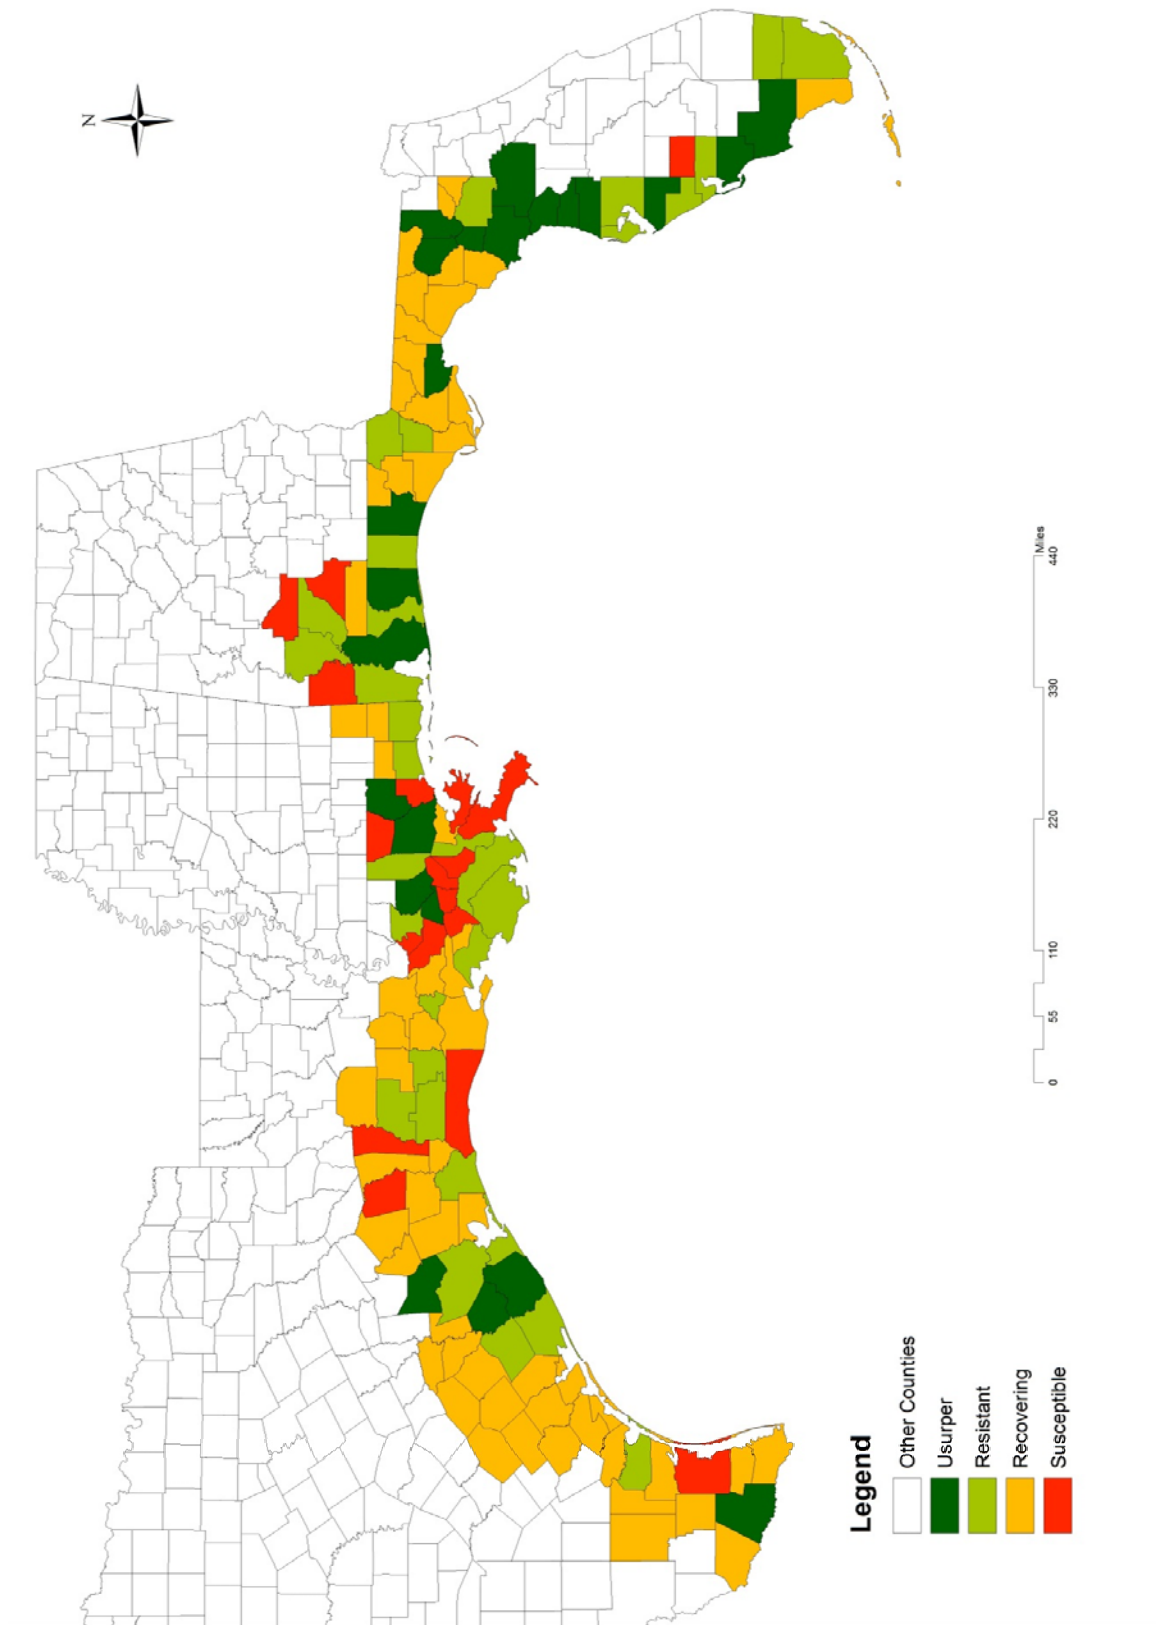 N
Miles
0 55 110 220 330 440
Legend
Other Counties
Usurper
Resistant
Recovering
Susceptible